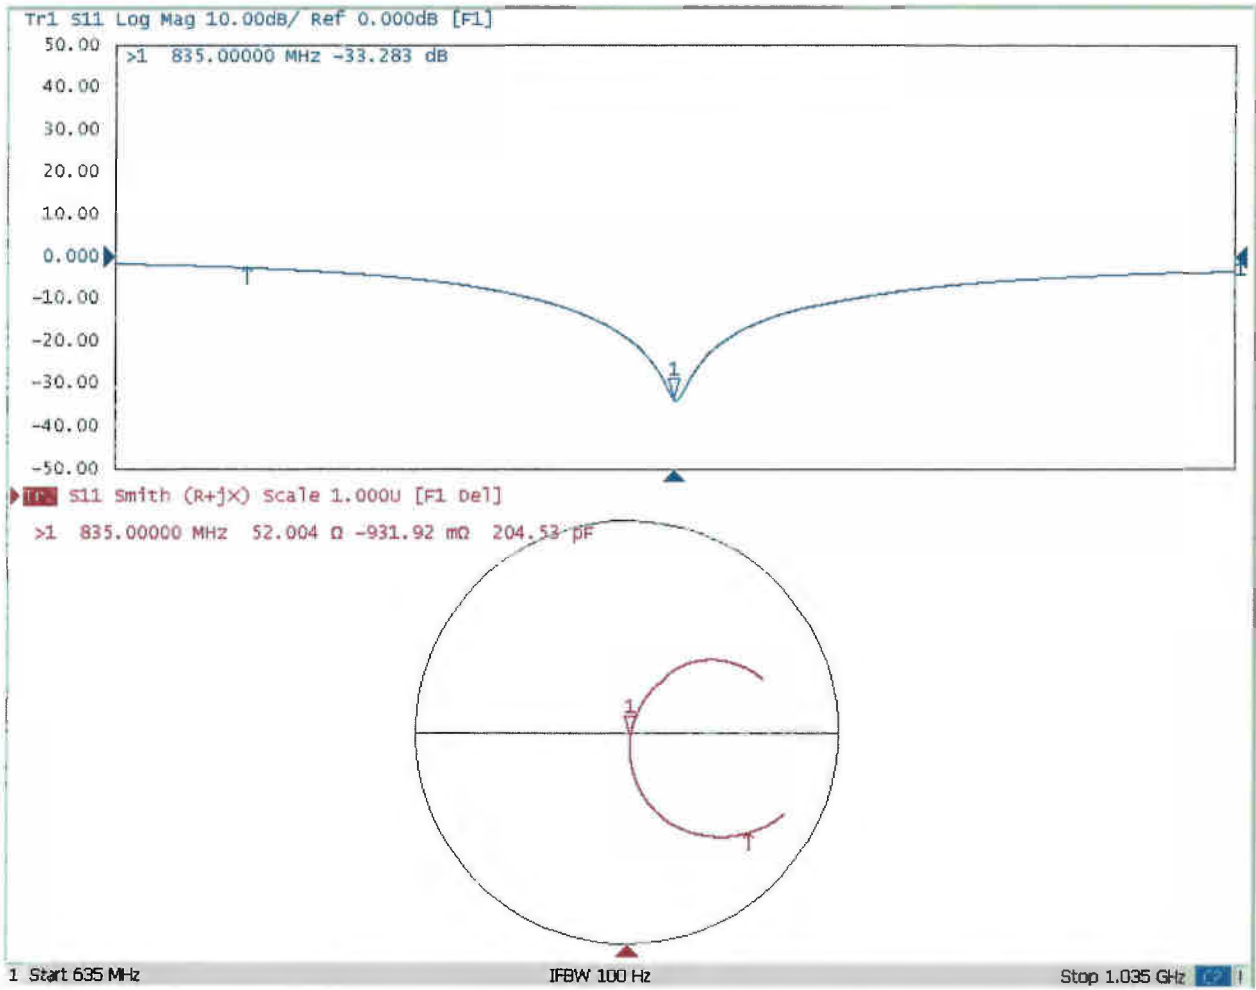 Tr1 S11 Log Mag 10.00dB/ Ref 0.000dB [F1]
50.00
>1 835.00000 MHz -33.283 dB
40.00
30.00
20.00
10.00
0.000
-10.00
-20.00
-30.00
-40.00
-50.00
1
1
S11 Smith (R+jX) Scale 1.000U [F1 Del]
>1 835.00000 MHz 52.004 Ω -931.92 mΩ 204.53 pF
1
1 Start 635 MHz IFBW 100 Hz Stop 1.035 GHz C?